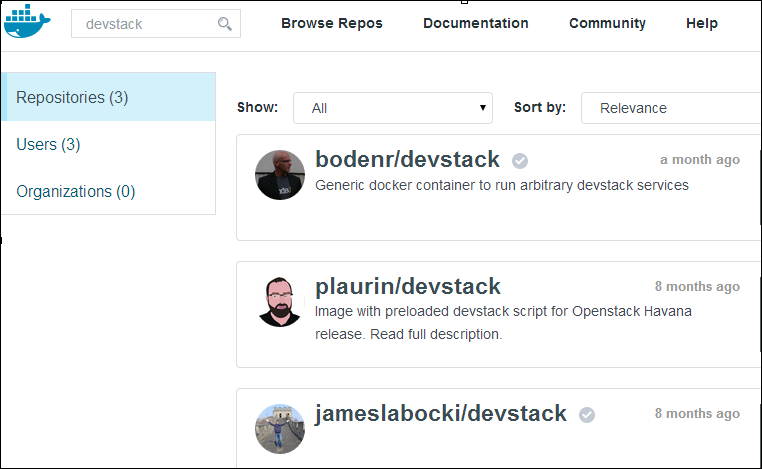 devstack
Browse Repos
Documentation
Community
Help
Repositories (3)
Users (3)
Organizations (0)
Show:
All
Sort by:
Relevance
bodenr/devstack
a month ago
Generic docker container to run arbitrary devstack services
plaurin/devstack
8 months ago
Image with preloaded devstack script for Openstack Havana
release. Read full description.
jameslabocki/devstack
8 months ago